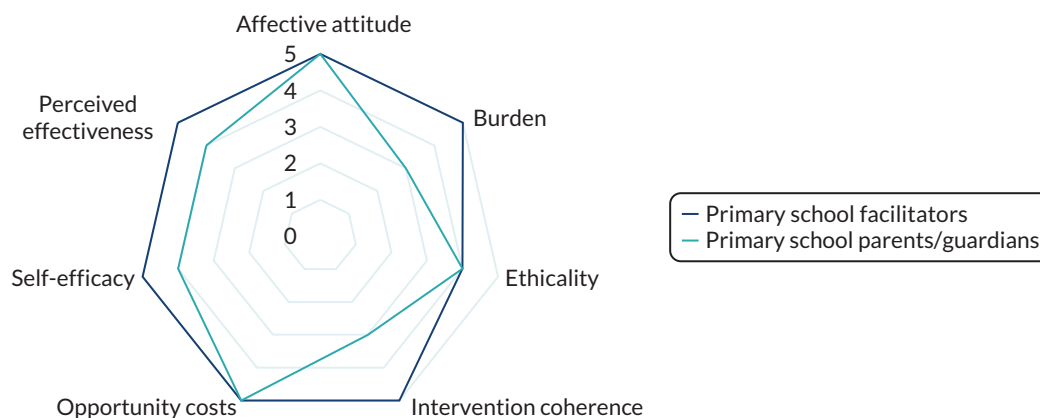 Affective attitude
5
4
3
2
1
0
Perceived
effectiveness
Burden
Self-efficacy
Ethicality
Opportunity costs
Intervention coherence
Primary school facilitators
Primary school parents/guardians